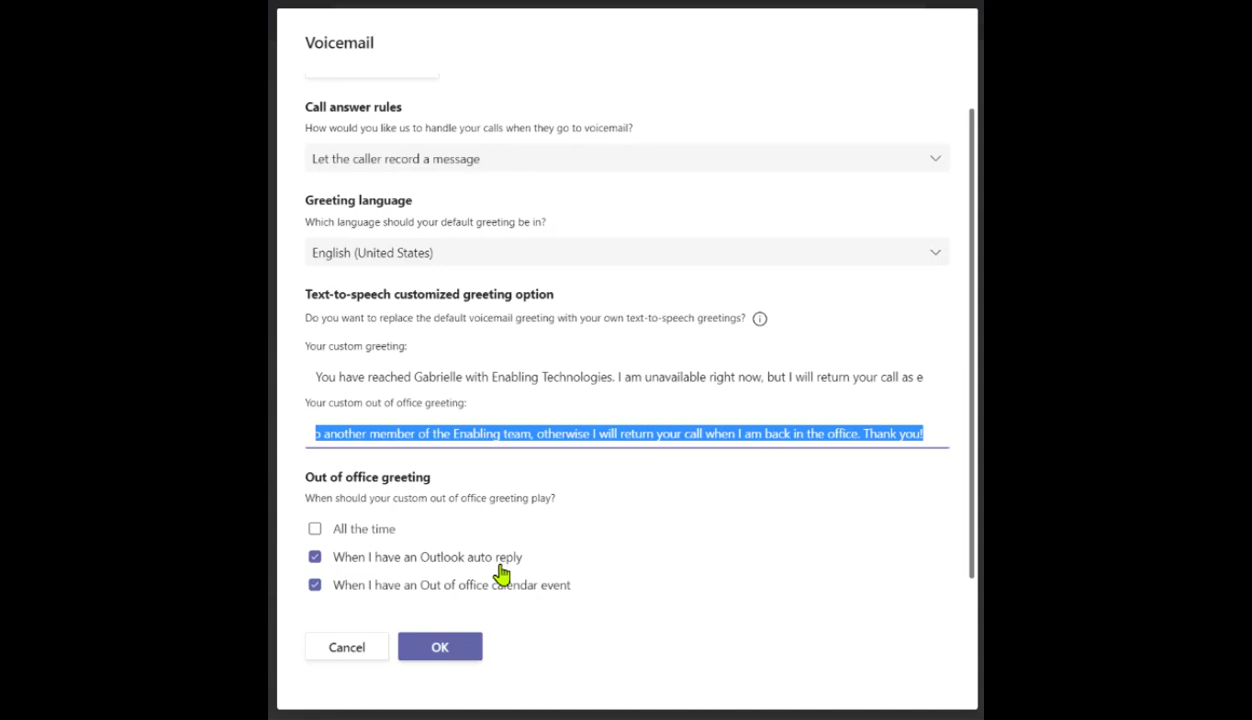 Voicemail
Call answer rules
How would you like us to handle your calls when they go to voicemail?
Let the caller record a message
Greeting language
Which language should your default greeting be in?
English (United States)
Text-to-speech customized greeting option
Do you want to replace the default voicemail greeting with your own text-to-speech greetings?
Your custom greeting:
You have reached Gabrielle with Enabling Technologies. I am unavailable right now, but I will return your call as e
Your custom out of office greeting:
o another member of the Enabling team, otherwise I will return your call when I am back in the office. Thank you!
Out of office greeting
When should your custom out of office greeting play?
All the time
When I have an Outlook auto reply
When I have an Out of office calendar event
Cancel OK